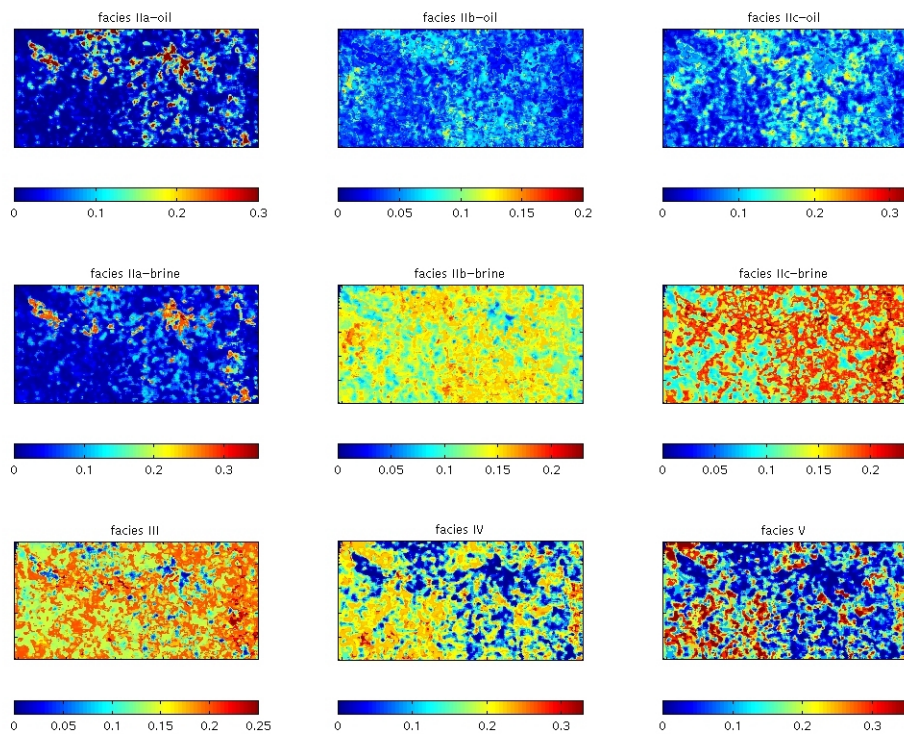 facies IIa-oil
facies IIb-oil
facies IIc-oil
0 0.1 0.2 0.3
0 0.05 0.1 0.15 0.2
0 0.1 0.2 0.3
facies IIa-brine
facies IIb-brine
facies IIc-brine
0 0.1 0.2 0.3
0 0.05 0.1 0.15 0.2
0 0.05 0.1 0.15 0.2
facies III
facies IV
facies V
0 0.05 0.1 0.15 0.2 0.25
0 0.1 0.2 0.3
0 0.1 0.2 0.3